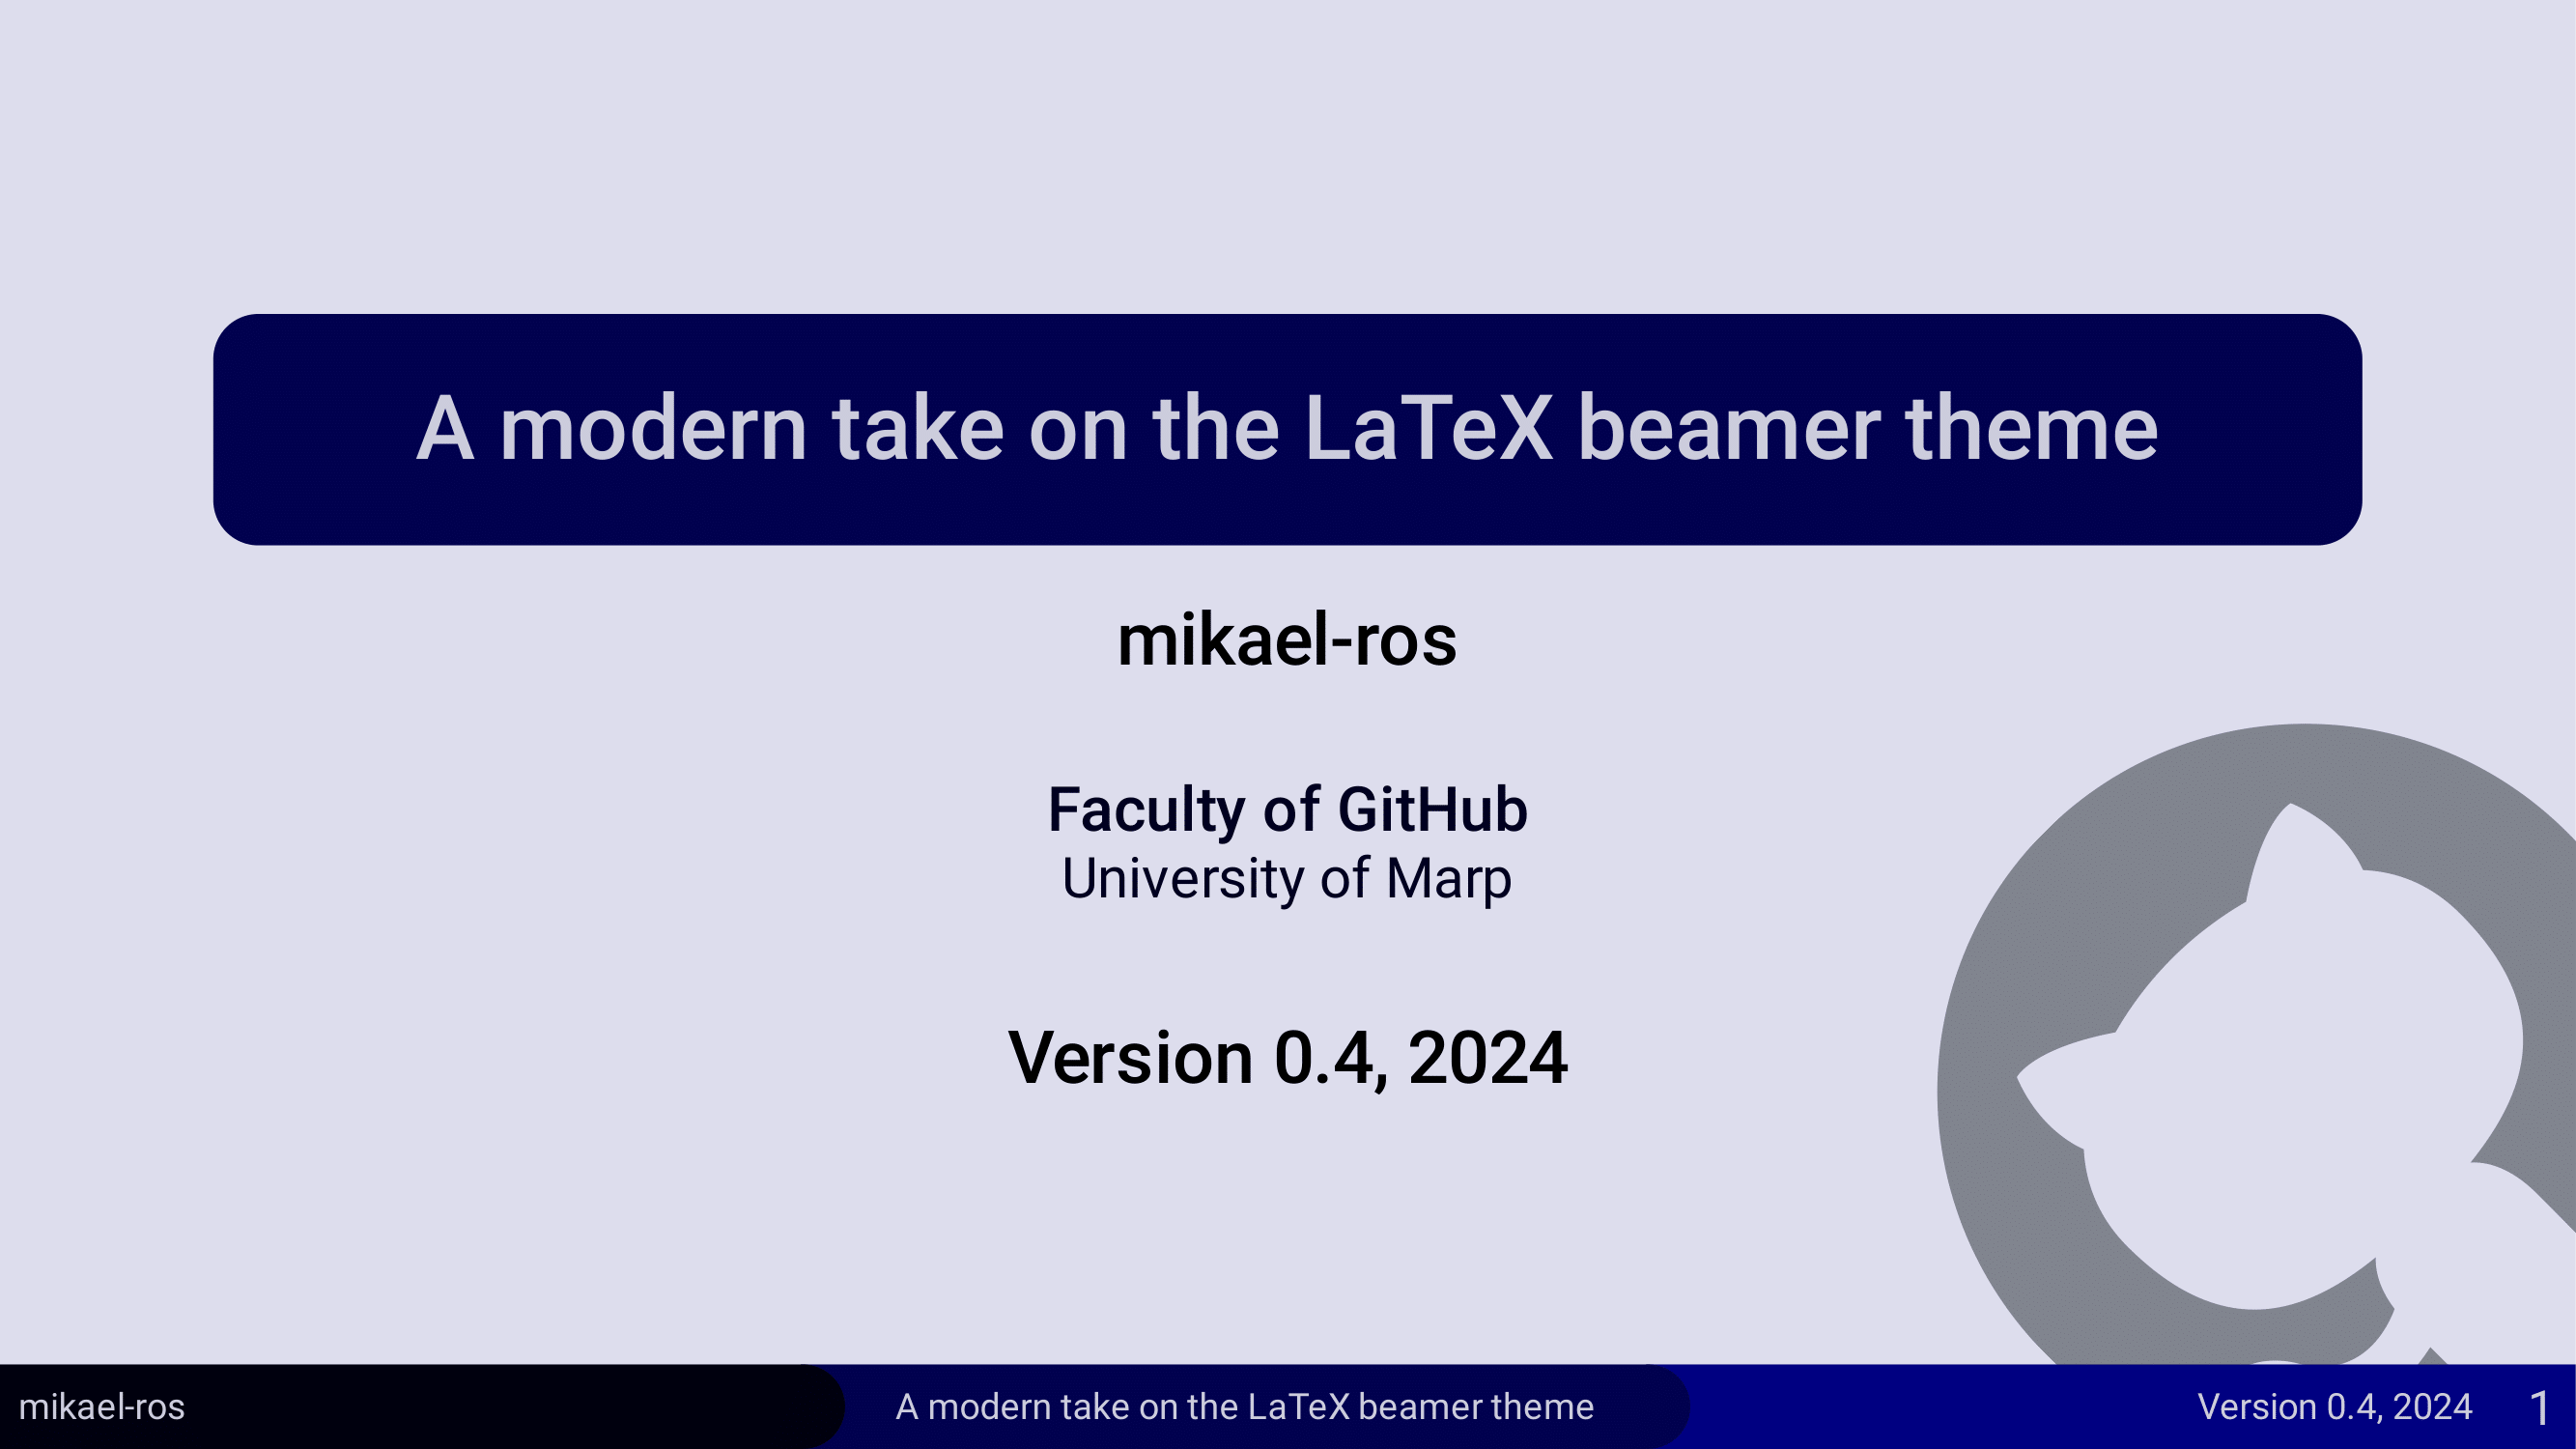 A modern take on the LaTeX beamer theme
mikael-ros
Faculty of GitHub
University of Marp
Version 0.4, 2024
mikael-ros
A modern take on the LaTeX beamer theme
Version 0.4, 2024
1